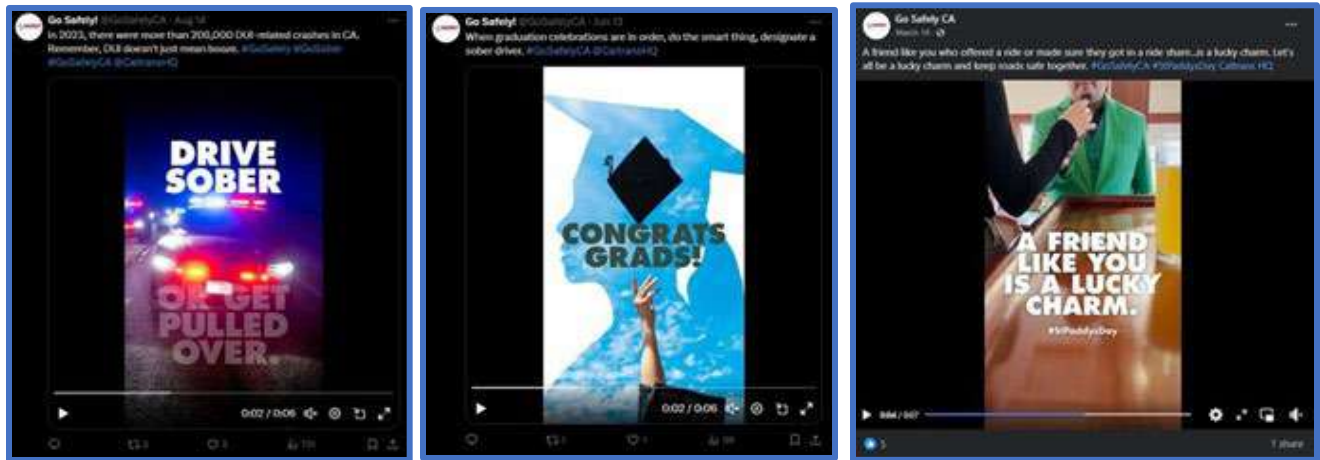 Go Safely! @GoSafelyCA · Aug 14
In 2023, there were more than 200,000 DUI-related crashes in CA.
Remember, DUI doesn't just mean booze. #GoSafely #GoSober
#GoSafelyCA @CaltransHQ
DRIVE
SOBER
OR GET
PULLED
OVER.
0:02 / 0:06
Go Safely! @GoSafelyCA · Jun 13
When graduation celebrations are in order, do the smart thing, designate a
sober driver. #GoSafelyCA @CaltransHQ
CONGRATS
GRADS!
0:02 / 0:06
Go Safely CA
March 14
A friend like you who offered a ride or made sure they got in a ride share...is a lucky charm. Let's
all be a lucky charm and keep roads safe together. #GoSafelyCA #StPaddysDay Caltrans HQ
A FRIEND
LIKE YOU
IS A LUCKY
CHARM.
#StPaddysDay
0:04 / 0:07
5
1 share